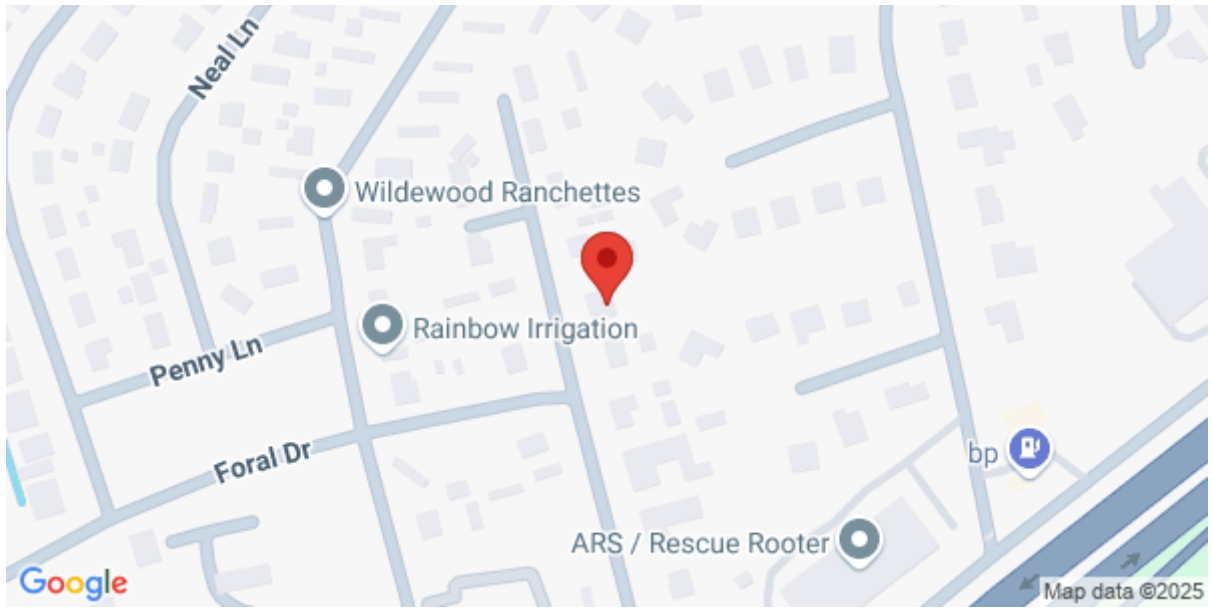 Neal Ln
Wildewood Ranchettes
Rainbow Irrigation
Penny Ln
Foral Dr
bp
ARS / Rescue Rooter
Google
Map data ©2025